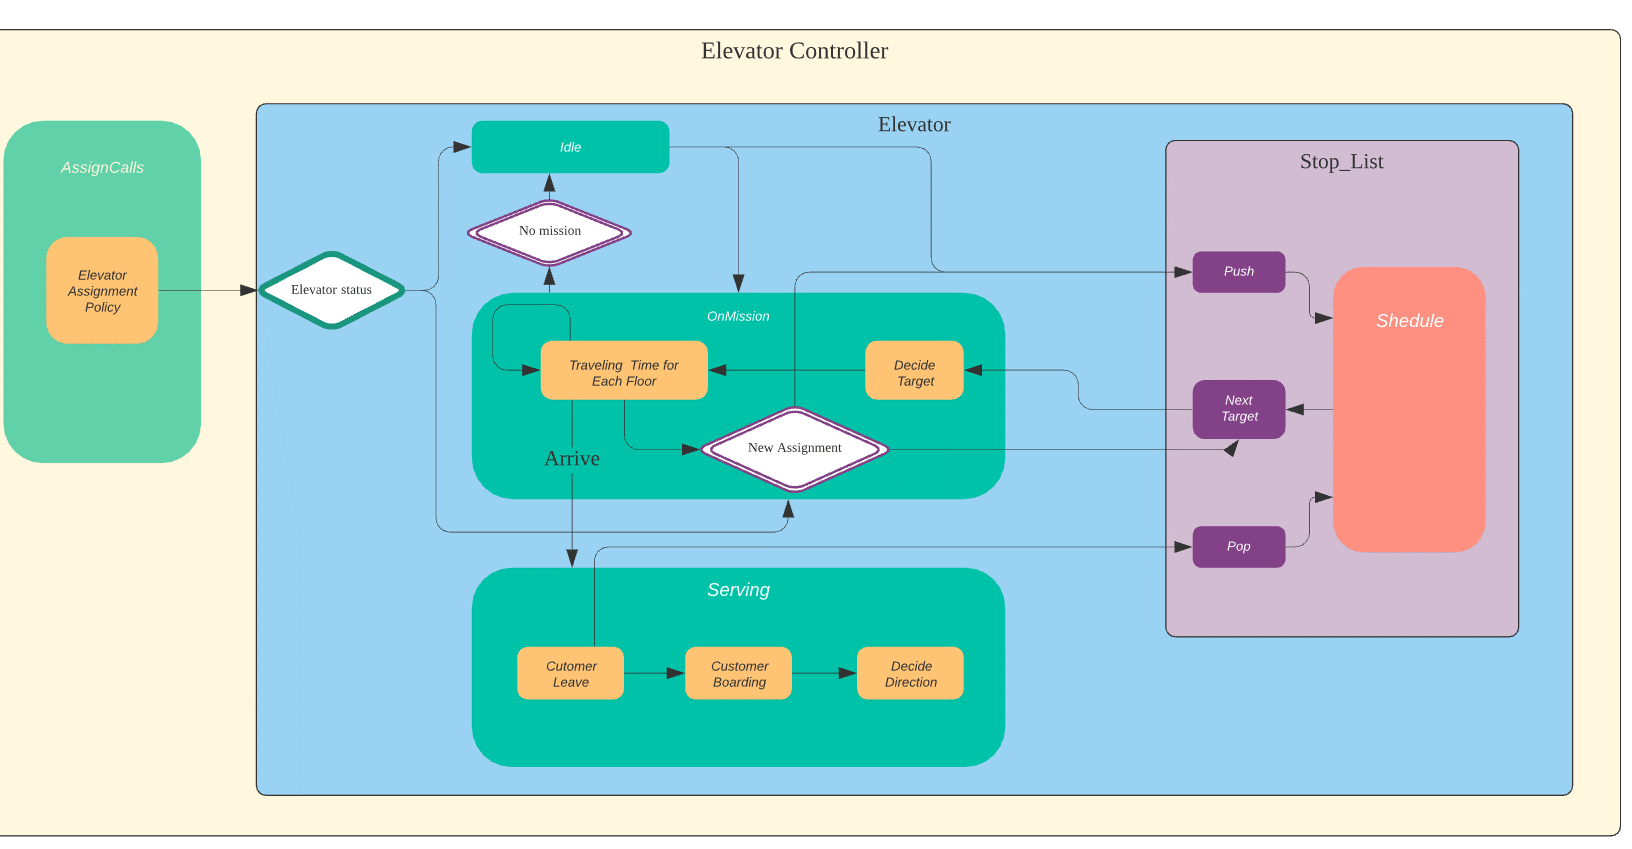 Elevator Controller
Elevator
AssignCalls
Elevator
Assignment
Policy
Elevator status
Idle
No mission
OnMission
Traveling Time for
Each Floor
Decide
Target
New Assignment
Arrive
Serving
Cutomer
Leave
Customer
Boarding
Decide
Direction
Stop_List
Push
Next
Target
Pop
Shedule